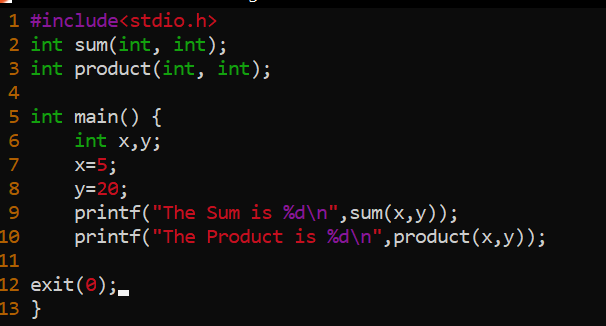 1 #include<stdio.h>
2 int sum(int, int);
3 int product(int, int);
4
5 int main() {
6     int x,y;
7     x=5;
8     y=20;
9     printf("The Sum is %d\n",sum(x,y));
10     printf("The Product is %d\n",product(x,y));
11
12 exit(0);
13 }